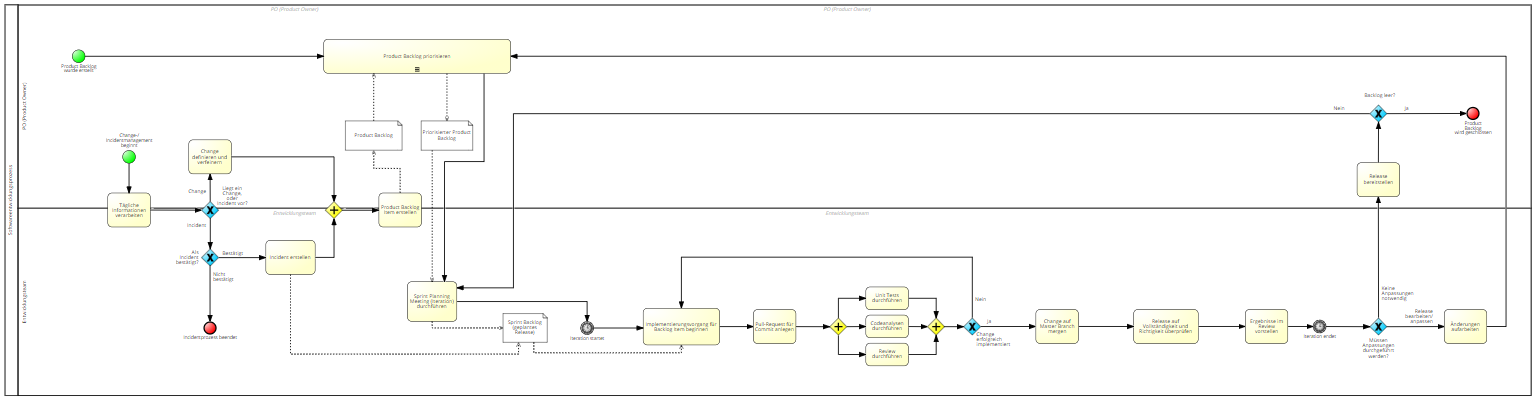 PO (Product Owner)
PO (Product Owner)
Softwareentwicklungsprozess
PO (Product Owner)
Entwicklungsteam
Product Backlog
wurde erstellt
Product Backlog priorisieren
Product Backlog
Priorisierter Product
Backlog
Change-/
Incidentmanagement
beginnt
Change
definieren und
verfeinern
Tägliche
Informationen
verarbeiten
Change
Liegt ein
Change,
oder
Incident vor?
Incident
Entwicklungsteam
Entwicklungsteam
Product Backlog
Item erstellen
Als
Incident
bestätigt?
Bestätigt
Nicht
bestätigt
Incident erstellen
Incidentprozess beendet
Sprint Planning
Meeting (Iteration)
durchführen
Sprint Backlog
(geplantes
Release)
Iteration startet
Implementierungsvorgang für
Backlog Item beginnen
Pull-Request für
Commit anlegen
Unit Tests
durchführen
Codeanalysen
durchführen
Review
durchführen
Nein
Ja
Change
erfolgreich
implementiert
Change auf
Master Branch
mergen
Release auf
Vollständigkeit und
Richtigkeit überprüfen
Ergebnisse im
Review
vorstellen
Iteration endet
Müssen
Anpassungen
durchgeführt
werden?
Keine
Anpassungen
notwendig
Release
bearbeiten/
anpassen
Änderungen
aufarbeiten
Release
bereitstellen
Backlog leer?
Nein
Ja
Product
Backlog
wird geschlossen